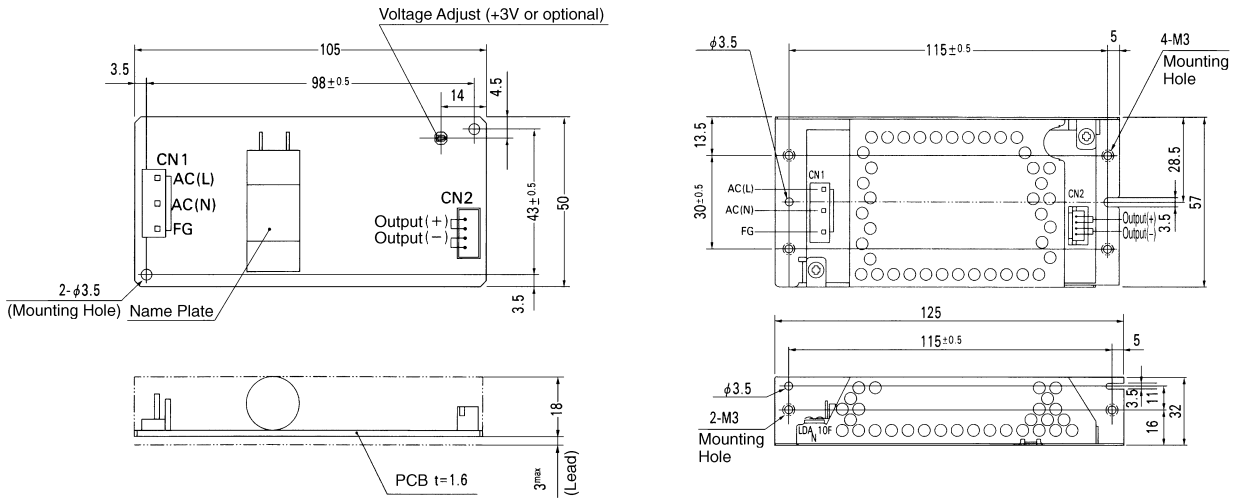 Voltage Adjust (+3V or optional)
105
3.5
98±0.5
14
4.5
CN1
AC(L)
AC(N)
FG
CN2
Output(+)
Output(−)
43±0.5
50
3.5
2-φ3.5
(Mounting Hole)
Name Plate
18
3max
(Lead)
PCB t=1.6
φ3.5
115±0.5
5
4-M3
Mounting
Hole
13.5
30±0.5
CN1
AC(L)
AC(N)
FG
CN2
Output(+)
Output(−)
28.5
3.5
57
125
115±0.5
5
φ3.5
2-M3
Mounting
Hole
LDA 10F
N
3.5
11
16
32